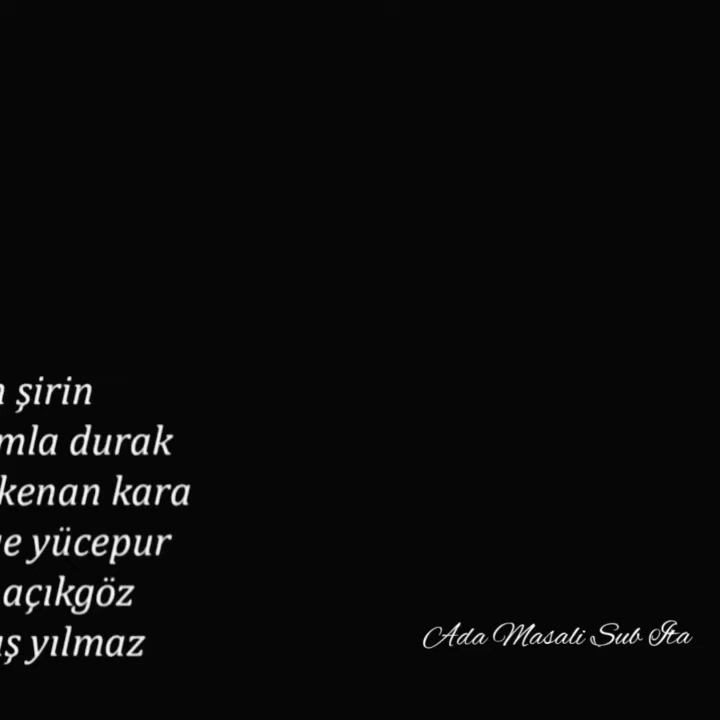 şirin
mla durak
kenan kara
e yücepur
açıkgöz
ş yılmaz
Ada Masali Sub Ita